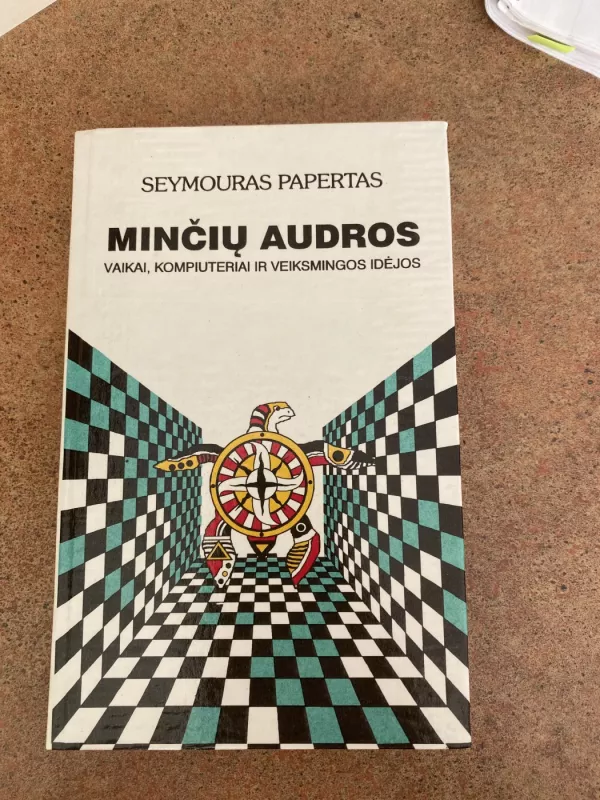 SEYMOURAS PAPERTAS
MINČIŲ AUDROS
VAIKAI, KOMPIUTERIAI IR VEIKSMINGOS IDĖJOS